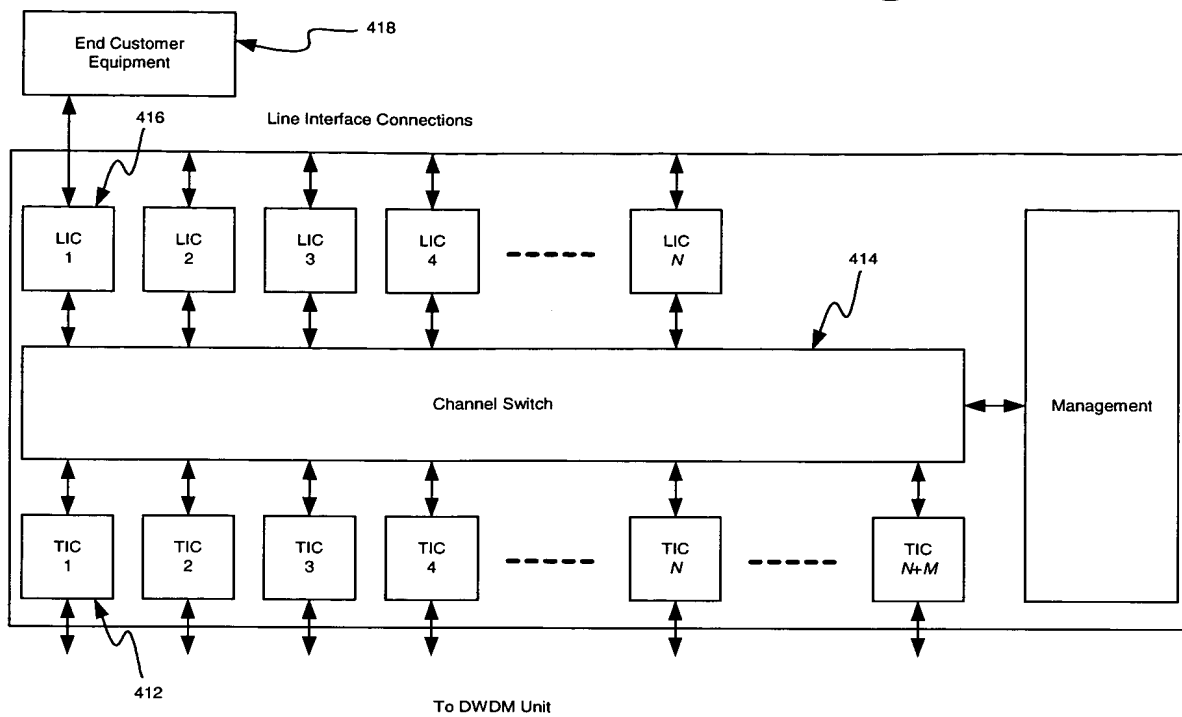 End Customer
Equipment
418
416
Line Interface Connections
LIC
1
LIC
2
LIC
3
LIC
4
LIC
N
414
Channel Switch
Management
TIC
1
TIC
2
TIC
3
TIC
4
TIC
N
TIC
N+M
412
To DWDM Unit